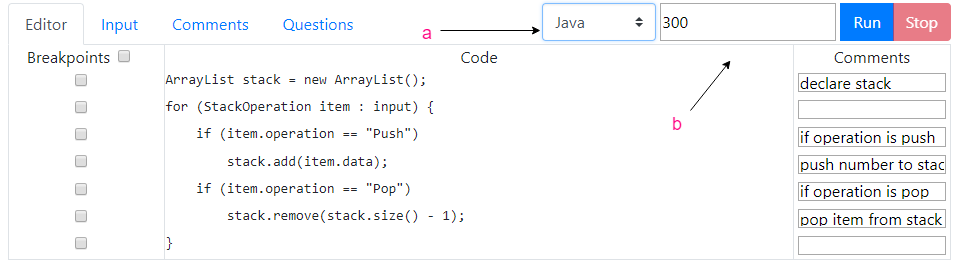 Editor Input Comments Questions a Java 300 Run Stop
Breakpoints Code Comments
b
ArrayList stack = new ArrayList(); declare stack
for (StackOperation item : input) {
if (item.operation == "Push") if operation is push
stack.add(item.data); push number to stac
if (item.operation == "Pop") if operation is pop
stack.remove(stack.size() - 1); pop item from stack
}